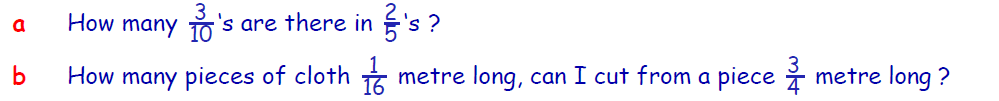 a How many 3/10's are there in 2/5's ?
b How many pieces of cloth 1/16 metre long, can I cut from a piece 3/4 metre long ?